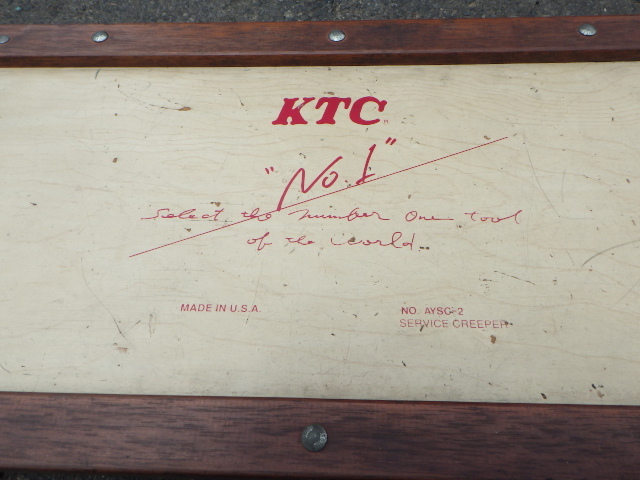 KTC
"No.1"
Select the number one tool
of the world.
MADE IN U.S.A.
NO. AYSC-2
SERVICE CREEPER